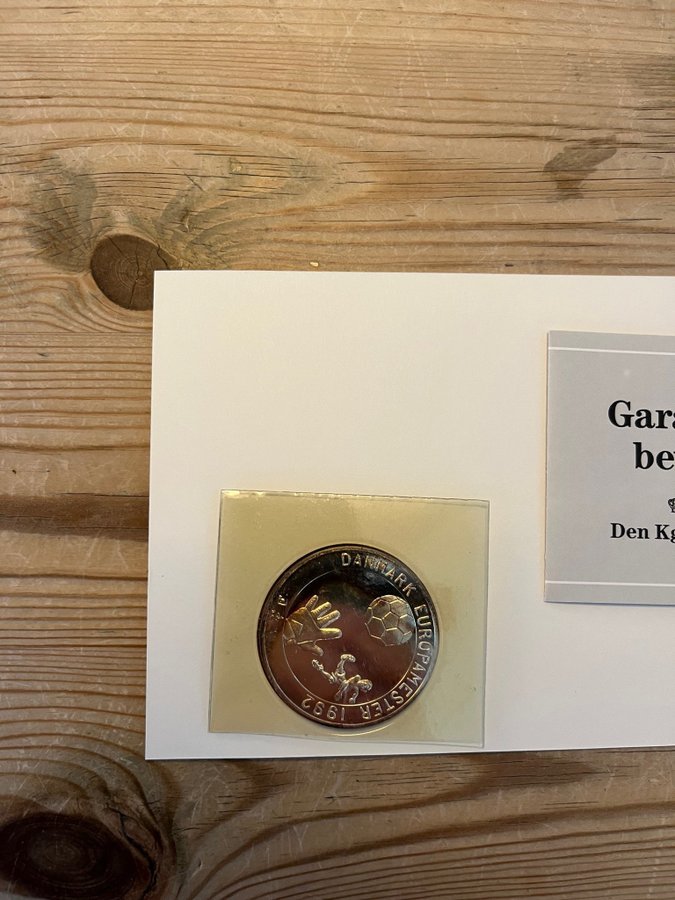 DANMARK EUROPAMESTER 1992
Gara
be
Den Kg